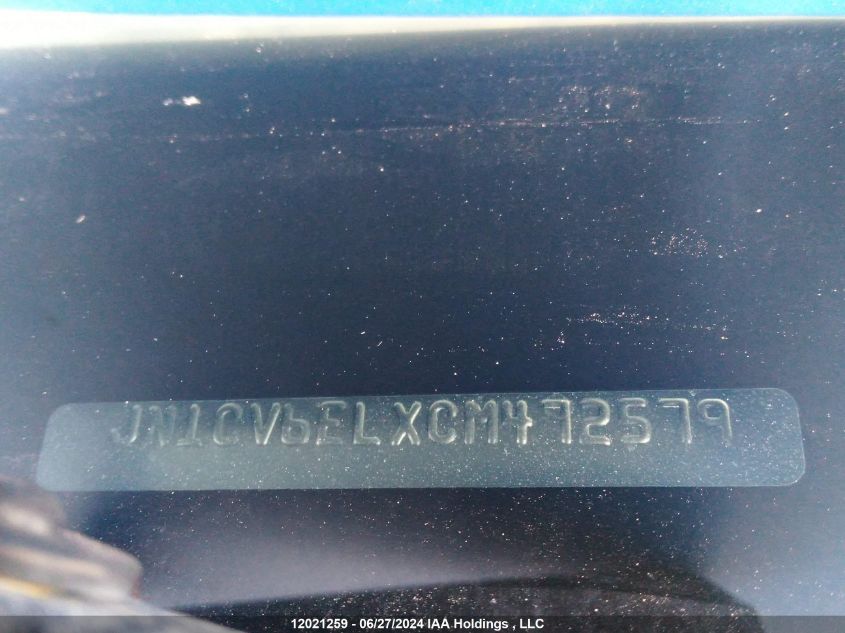 JN1CV6ELXCM472579
12021259 - 06/27/2024 IAA Holdings , LLC